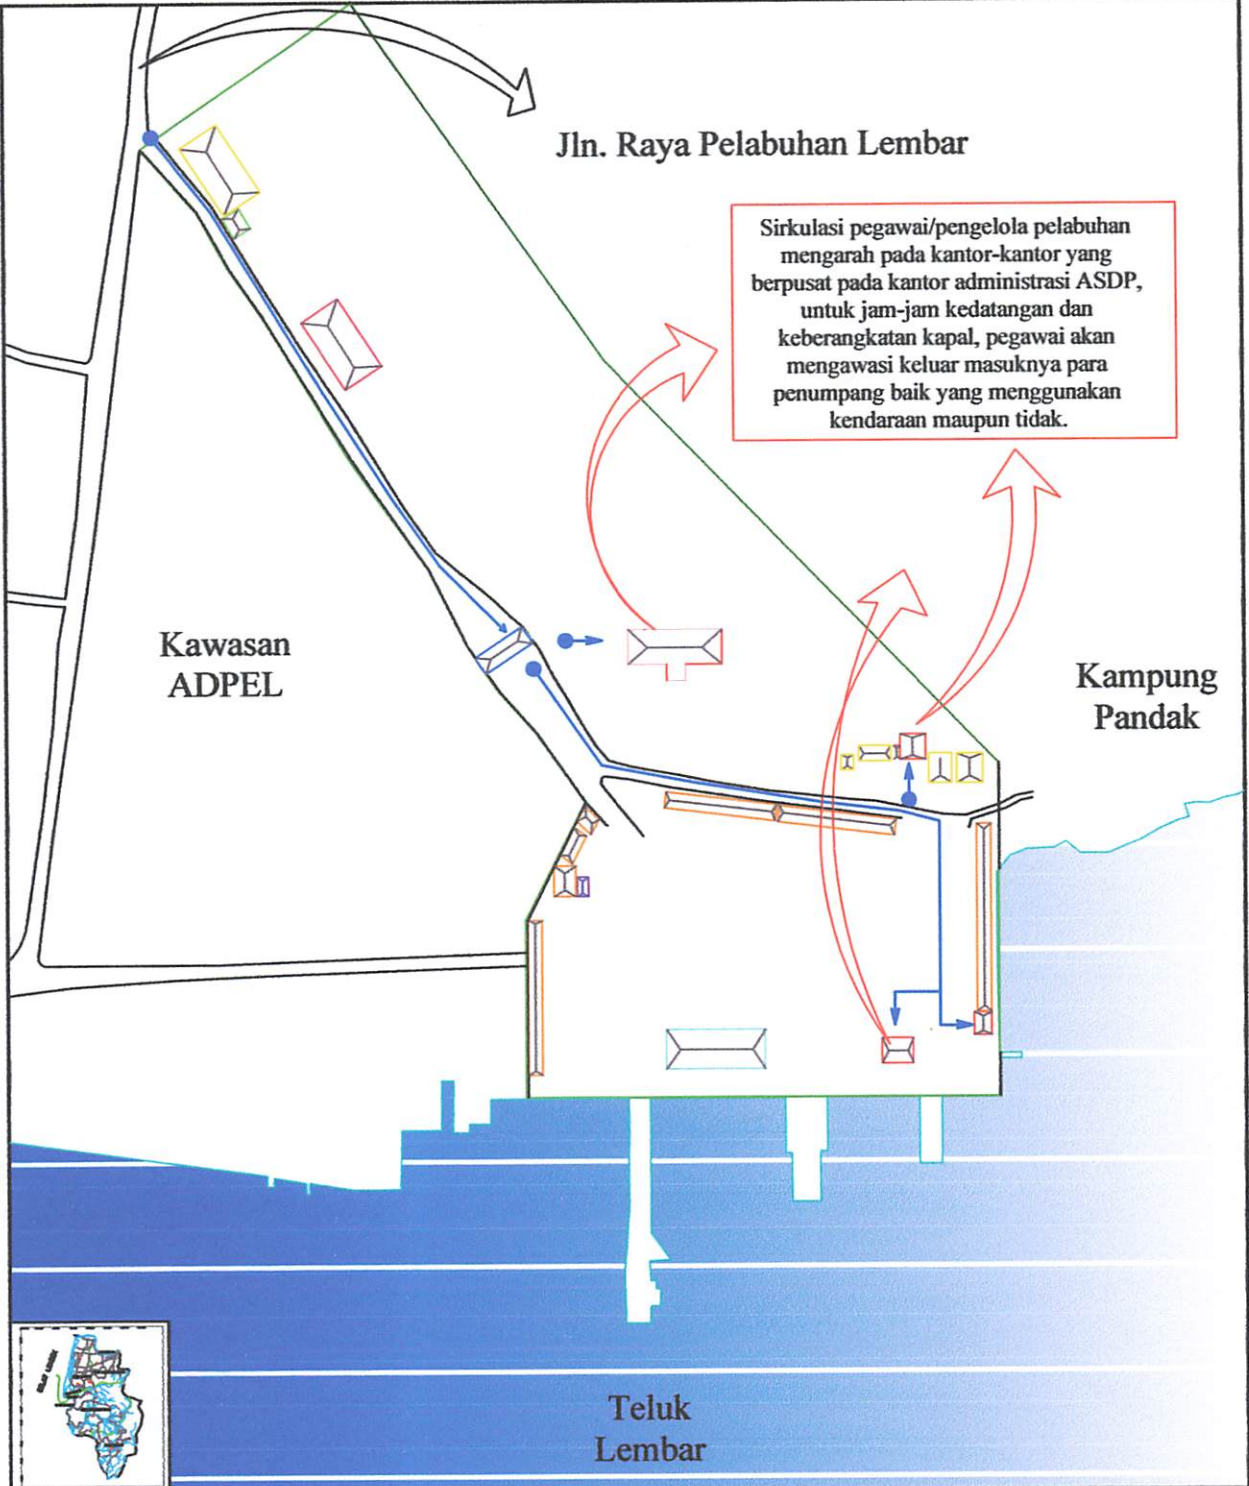 Jln. Raya Pelabuhan Lembar
Sirkulasi pegawai/pengelola pelabuhan
mengarah pada kantor-kantor yang
berpusat pada kantor administrasi ASDP,
untuk jam-jam kedatangan dan
keberangkatan kapal, pegawai akan
mengawasi keluar masuknya para
penumpang baik yang menggunakan
kendaraan maupun tidak.
Kawasan
ADPEL
Kampung
Pandak
Teluk
Lembar